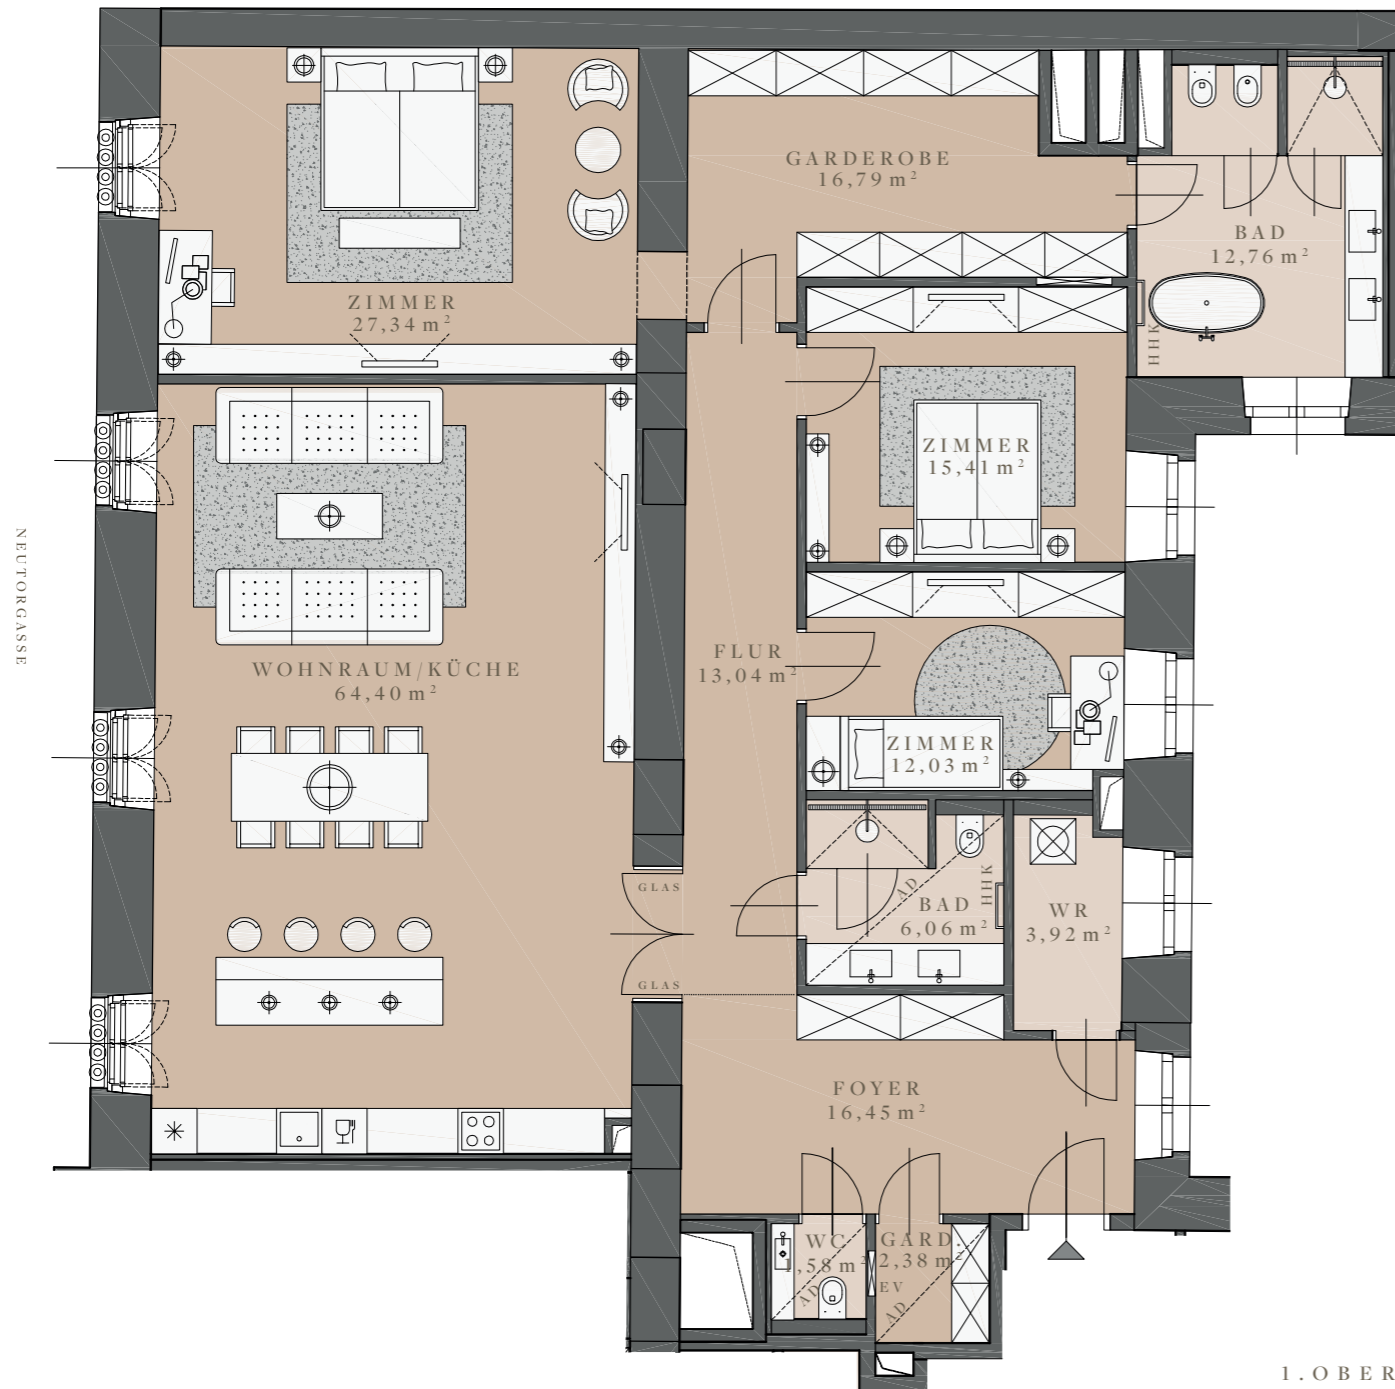 GARDEROBE
16,79 m²
BAD
12,76 m²
HHK
ZIMMER
27,34 m²
ZIMMER
15,41 m²
NEUTORGASSE
WOHNRAUM/KÜCHE
64,40 m²
FLUR
13,04 m²
ZIMMER
12,03 m²
GLAS
AD
HHK
BAD
6,06 m²
WR
3,92 m²
GLAS
FOYER
16,45 m²
WC
1,58 m²
AD
GARD.
2,38 m²
EV
AD
1.OBER